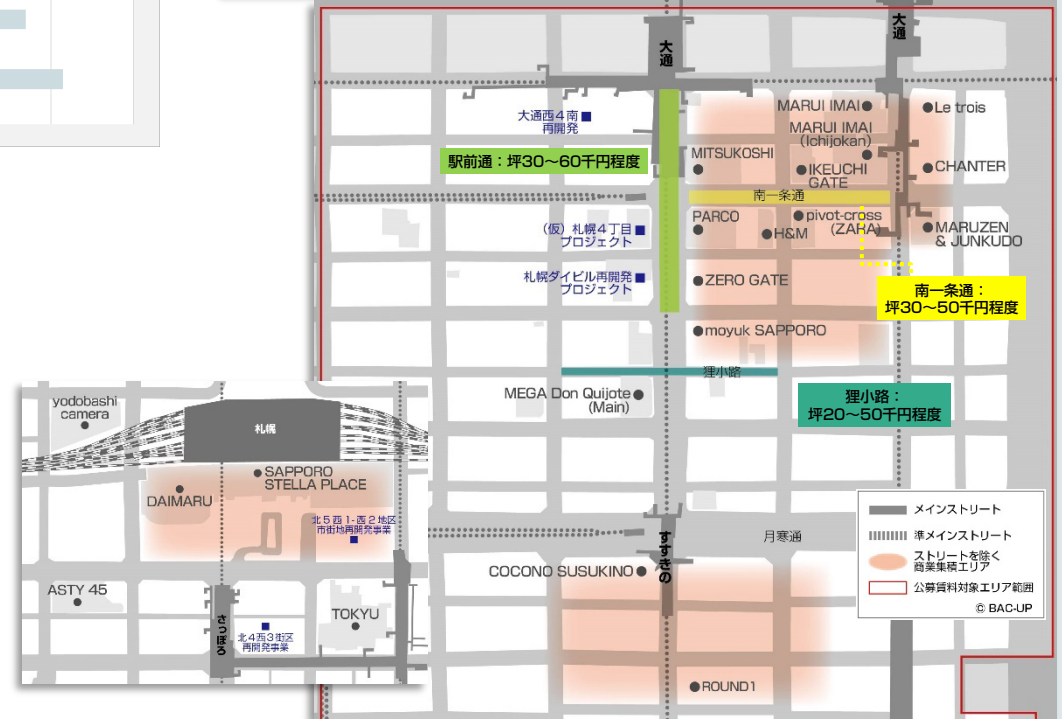 大通
大通
大通西4南
再開発
MARUI IMAI
Le trois
MARUI IMAI
(Ichijokan)
駅前通：坪30～60千円程度
MITSUKOSHI
IKEUCHI
GATE
CHANTER
南一条通
PARCO
pivot-cross
(ZARA)
H&M
MARUZEN
& JUNKUDO
(仮) 札幌4丁目
プロジェクト
札幌ダイビル再開発
プロジェクト
ZERO GATE
南一条通：
坪30～50千円程度
moyuk SAPPORO
狸小路
MEGA Don Quijote
(Main)
狸小路：
坪20～50千円程度
yodobashi
camera
札幌
SAPPORO
STELLA PLACE
DAIMARU
北5西1-西2地区
市街地再開発事業
ASTY 45
さっぽろ
北4西3街区
再開発事業
TOKYU
すすきの
月寒通
COCONO SUSUKINO
ROUND1
メインストリート
準メインストリート
ストリートを除く
商業集積エリア
公募賃料対象エリア範囲
© BAC-UP